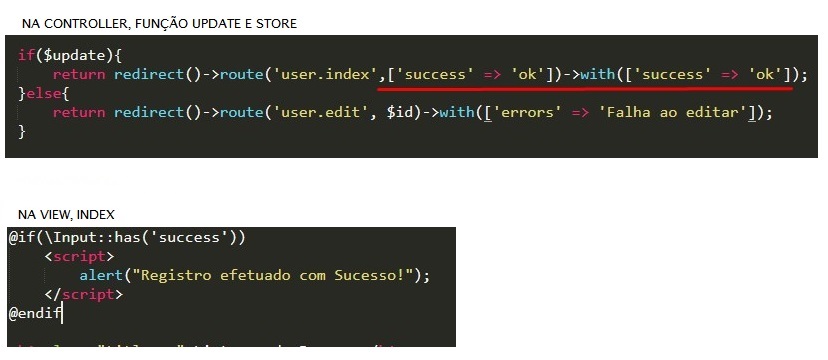 NA CONTROLLER, FUNÇÃO UPDATE E STORE
if($update){
return redirect()->route('user.index',['success' => 'ok'])->with(['success' => 'ok']);
}else{
return redirect()->route('user.edit', $id)->with(['errors' => 'Falha ao editar']);
}
NA VIEW, INDEX
@if(\Input::has('success'))
<script>
alert("Registro efetuado com Sucesso!");
</script>
@endif